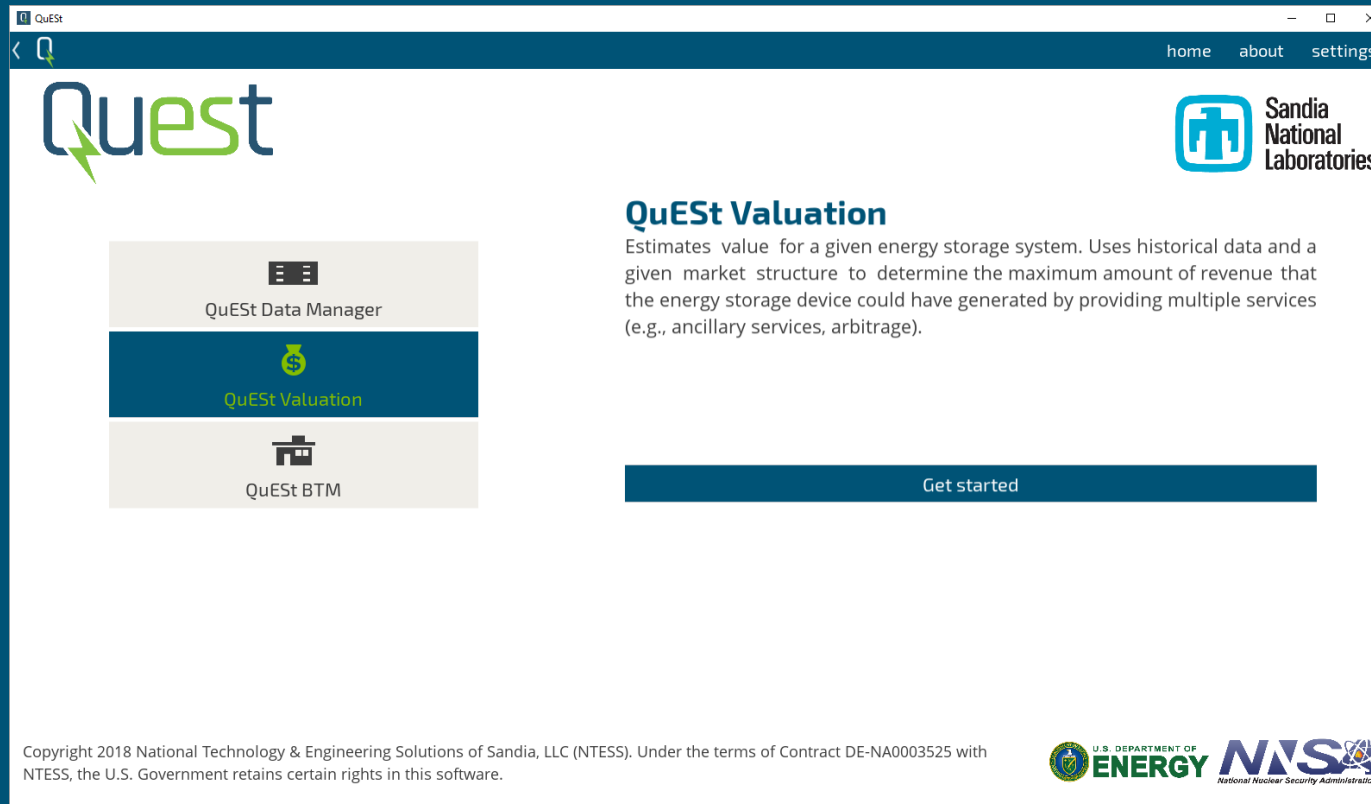 QuESt
home about settings
Quest
Sandia
National
Laboratories
QuESt Valuation
Estimates value for a given energy storage system. Uses historical data and a
given market structure to determine the maximum amount of revenue that
the energy storage device could have generated by providing multiple services
(e.g., ancillary services, arbitrage).
QuESt Data Manager
QuESt Valuation
QuESt BTM
Get started
Copyright 2018 National Technology & Engineering Solutions of Sandia, LLC (NTESS). Under the terms of Contract DE-NA0003525 with
NTESS, the U.S. Government retains certain rights in this software.
U.S. DEPARTMENT OF
ENERGY
NNSA
National Nuclear Security Administration